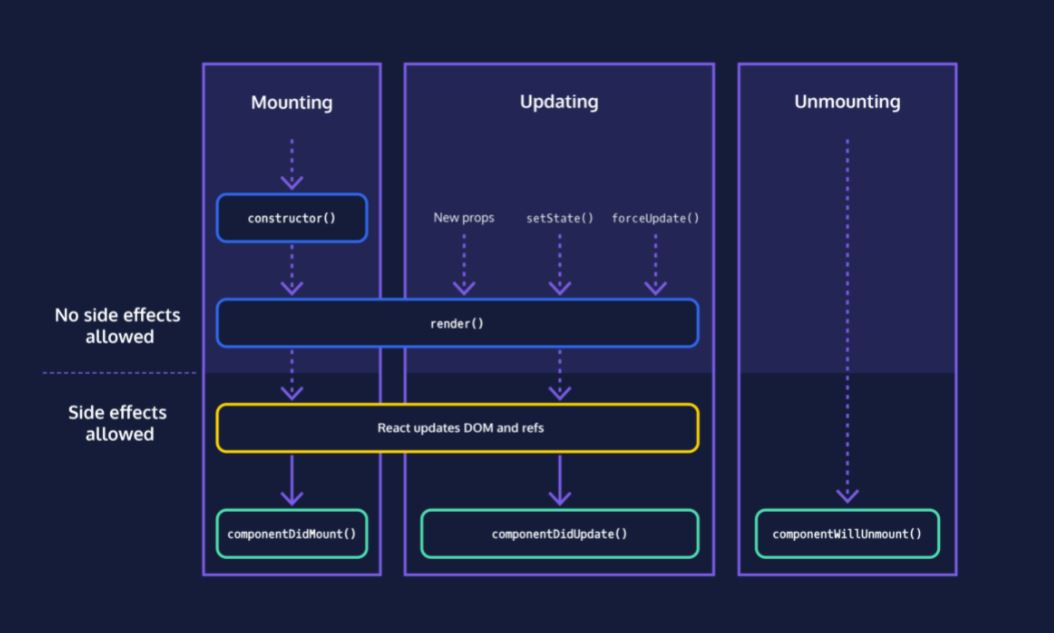 Mounting
Updating
Unmounting
constructor()
New props
setState()
forceUpdate()
No side effects
allowed
render()
Side effects
allowed
React updates DOM and refs
componentDidMount()
componentDidUpdate()
componentWillUnmount()